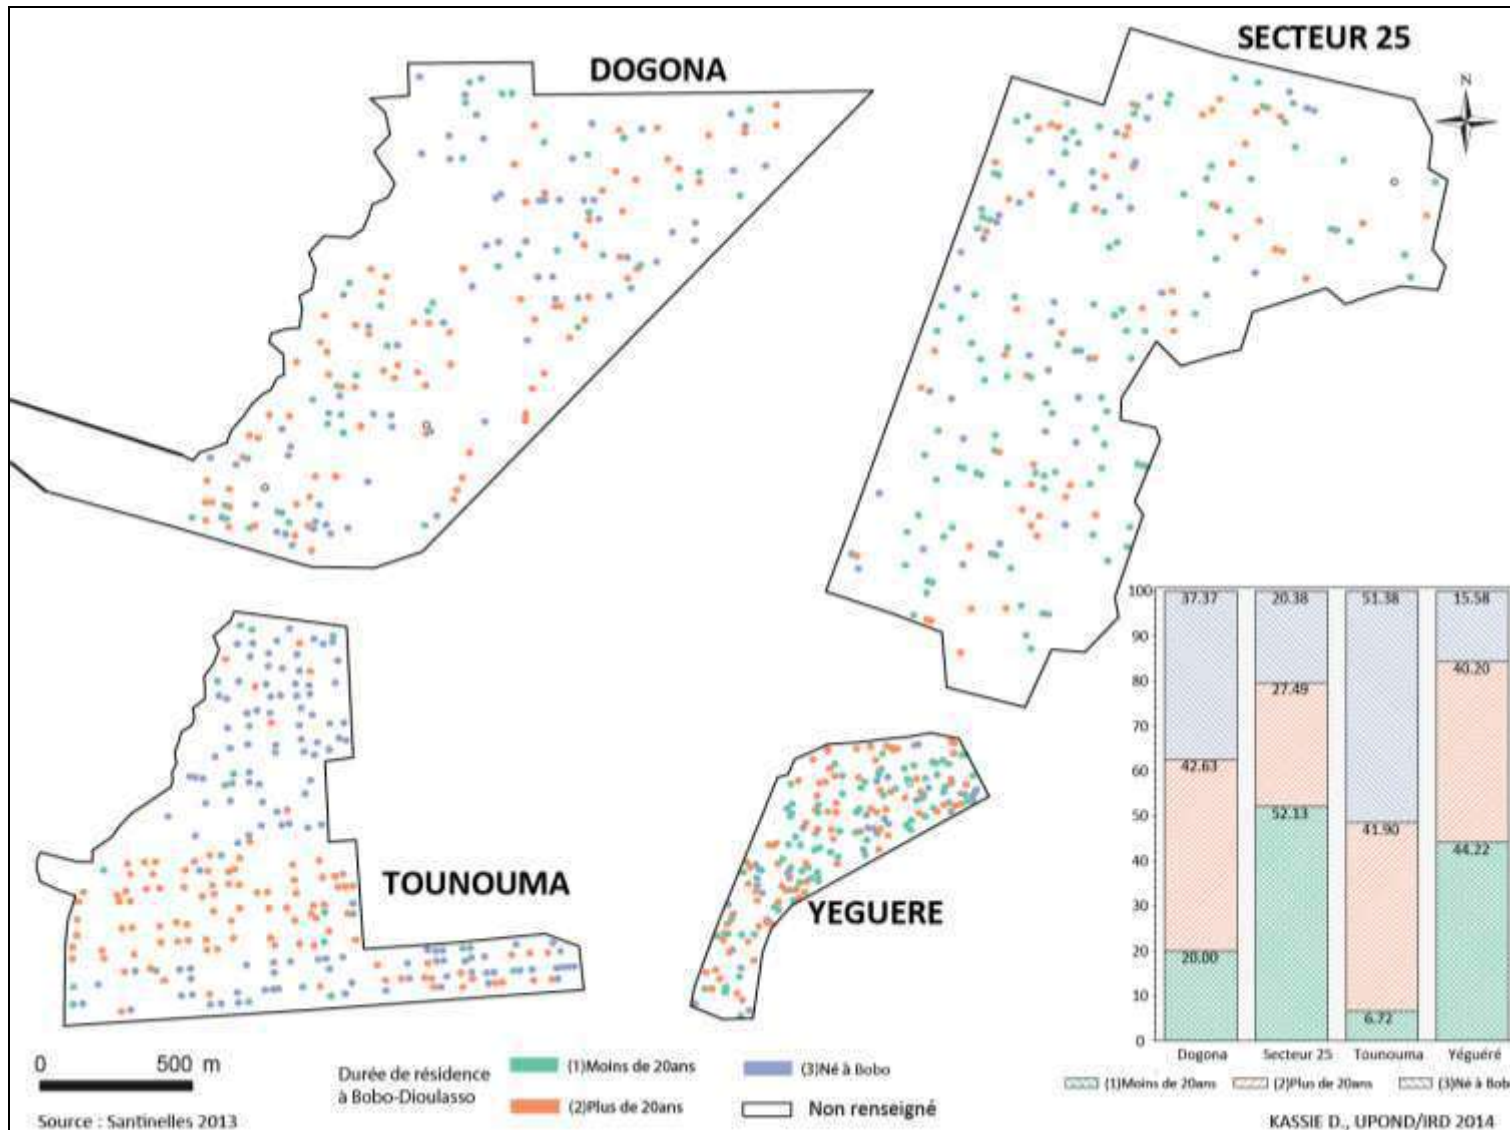 DOGONA
SECTEUR 25
N
TOUNOUMA
YEGUERE
100
90
80
70
60
50
40
30
20
10
0
37.37
20.38
51.38
15.58
42.63
27.49
41.90
40.20
20.00
52.13
6.72
44.22
Dogona
Secteur 25
Tounouma
Yéguéré
(1)Moins de 20ans
(2)Plus de 20ans
(3)Né à Bobo
0 500 m
Durée de résidence
à Bobo-Dioulasso
(1)Moins de 20ans
(2)Plus de 20ans
(3)Né à Bobo
Non renseigné
Source : Santinelles 2013
KASSIE D., UPOND/IRD 2014